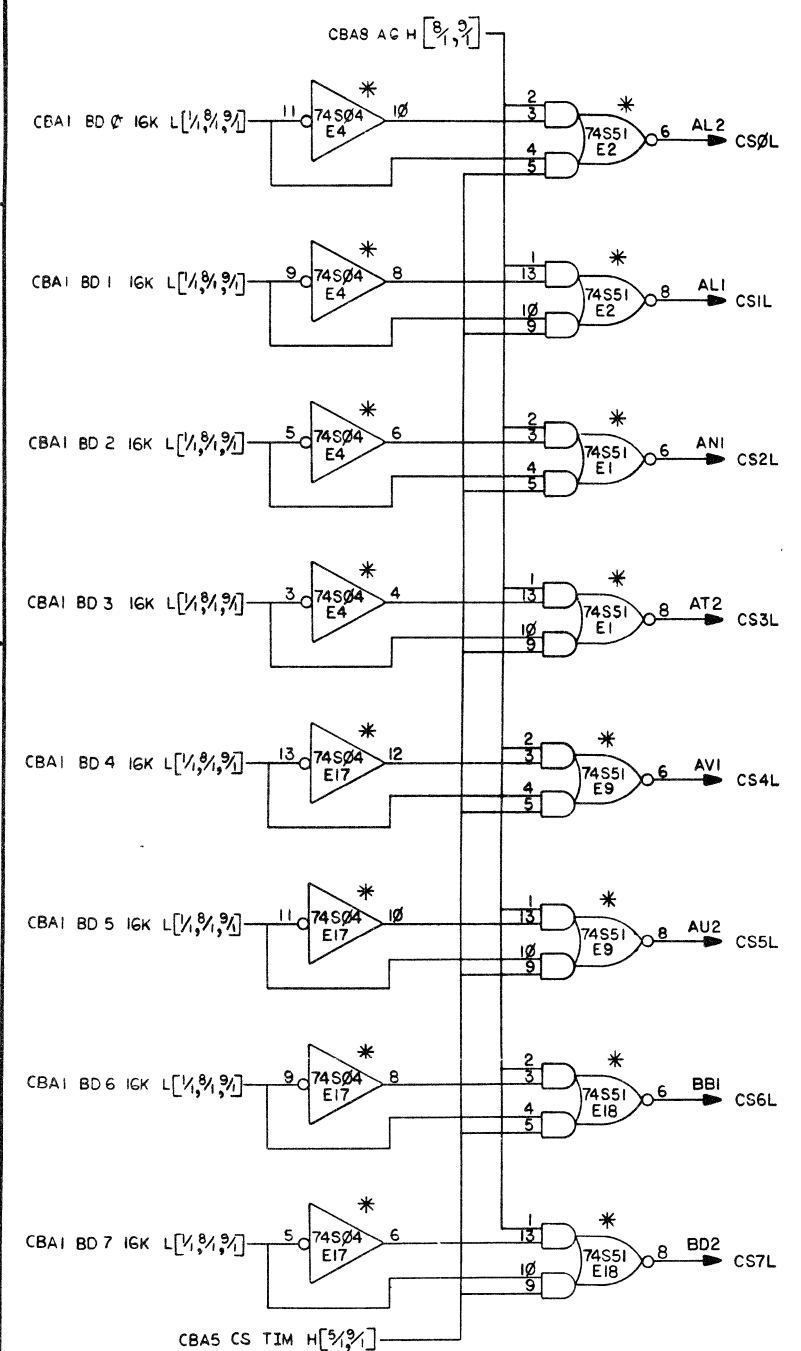 CBA8 AG H [8/1, 9/1]
CBA1 BD Ø 16K L[1/1,8/1,9/1] 11 74SØ4 E4 * 1Ø
2 3 4 5 74S51 E2 * 6 AL2 CSØL
CBA1 BD 1 16K L[1/1,8/1,9/1] 9 74SØ4 E4 * 8
1 13 1Ø 9 74S51 E2 * 8 AL1 CS1L
CBA1 BD 2 16K L[1/1,8/1,9/1] 5 74SØ4 E4 * 6
2 3 4 5 74S51 E1 * 6 AN1 CS2L
CBA1 BD 3 16K L[1/1,8/1,9/1] 3 74SØ4 E4 * 4
1 13 1Ø 9 74S51 E1 * 8 AT2 CS3L
CBA1 BD 4 16K L[1/1,8/1,9/1] 13 74SØ4 E17 * 12
2 3 4 5 74S51 E9 * 6 AV1 CS4L
CBA1 BD 5 16K L[1/1,8/1,9/1] 11 74SØ4 E17 * 1Ø
1 13 1Ø 9 74S51 E9 * 8 AU2 CS5L
CBA1 BD 6 16K L[1/1,8/1,9/1] 9 74SØ4 E17 * 8
2 3 4 5 74S51 E18 * 6 BB1 CS6L
CBA1 BD 7 16K L[1/1,8/1,9/1] 5 74SØ4 E17 * 6
1 13 1Ø 9 74S51 E18 * 8 BD2 CS7L
CBA5 CS TIM H[5/1,9/1]